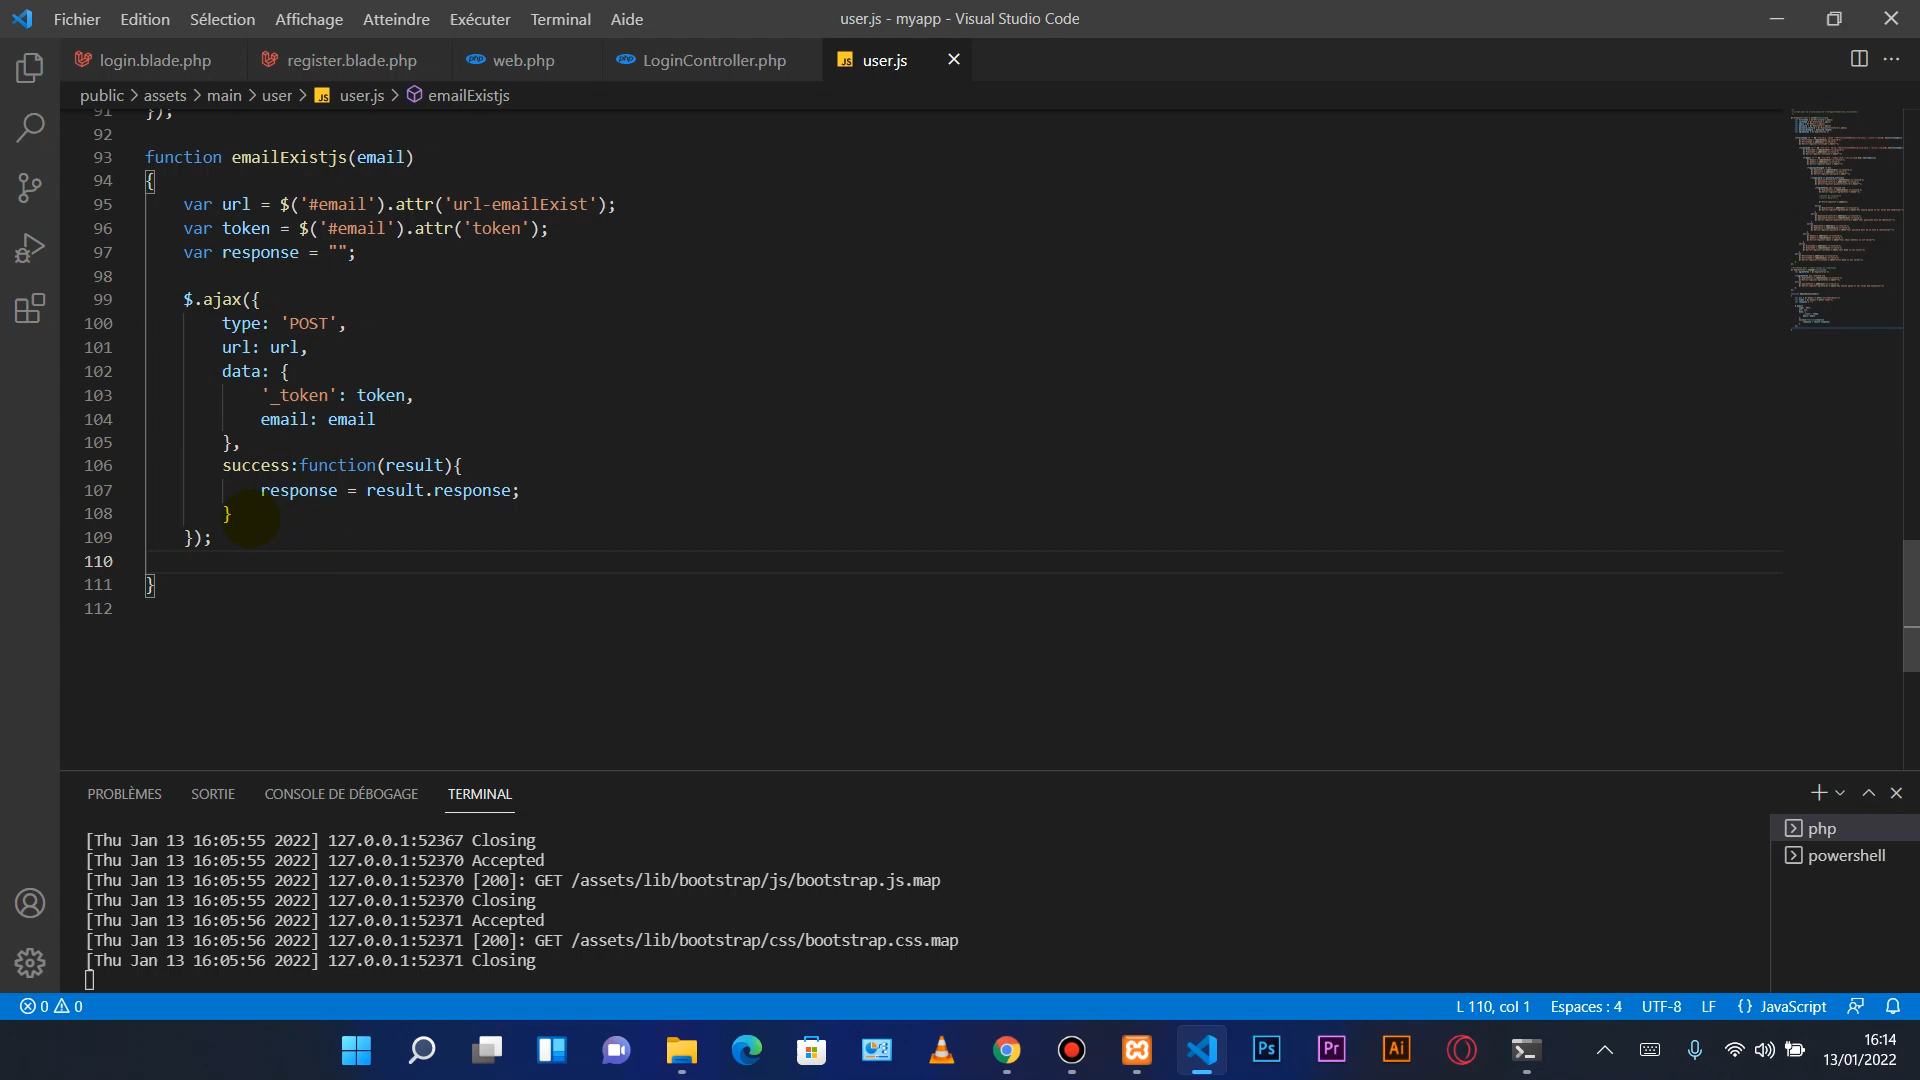 Fichier Edition Sélection Affichage Atteindre Exécuter Terminal Aide
user.js - myapp - Visual Studio Code
login.blade.php register.blade.php web.php LoginController.php user.js
public > assets > main > user > user.js > emailExistjs
91 });
92
93 function emailExistjs(email)
94 {
95 var url = $('#email').attr('url-emailExist');
96 var token = $('#email').attr('token');
97 var response = "";
98
99 $.ajax({
100 type: 'POST',
101 url: url,
102 data: {
103 '_token': token,
104 email: email
105 },
106 success:function(result){
107 response = result.response;
108 }
109 });
110
111 }
112
PROBLÈMES SORTIE CONSOLE DE DÉBOGAGE TERMINAL
[Thu Jan 13 16:05:55 2022] 127.0.0.1:52367 Closing
[Thu Jan 13 16:05:55 2022] 127.0.0.1:52370 Accepted
[Thu Jan 13 16:05:55 2022] 127.0.0.1:52370 [200]: GET /assets/lib/bootstrap/js/bootstrap.js.map
[Thu Jan 13 16:05:55 2022] 127.0.0.1:52370 Closing
[Thu Jan 13 16:05:56 2022] 127.0.0.1:52371 Accepted
[Thu Jan 13 16:05:56 2022] 127.0.0.1:52371 [200]: GET /assets/lib/bootstrap/css/bootstrap.css.map
[Thu Jan 13 16:05:56 2022] 127.0.0.1:52371 Closing
php
powershell
0 0 L 110, col 1 Espaces : 4 UTF-8 LF {} JavaScript
Ps Pr Ai
16:14
13/01/2022